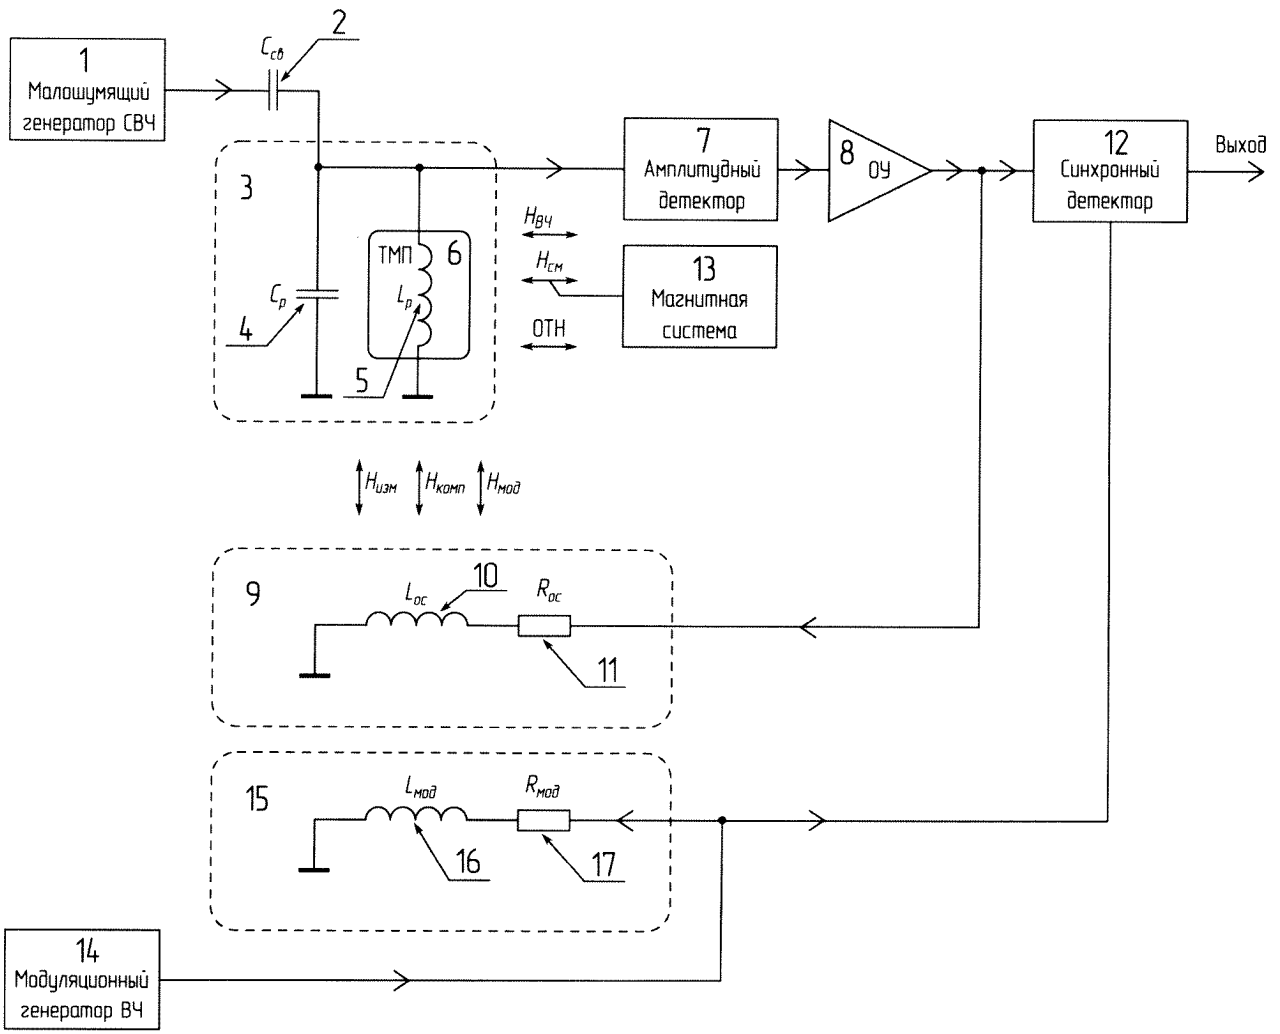 2
C_св
1
Малошумящий
генератор СВЧ
3
7
Амплитудный
детектор
8
ОУ
12
Синхронный
детектор
Выход
ТМП
6
C_р
L_р
4
5
H_ВЧ
H_см
ОТН
13
Магнитная
система
H_изм
H_комп
H_мод
9
L_ос
10
R_ос
11
15
L_мод
R_мод
16
17
14
Модуляционный
генератор ВЧ